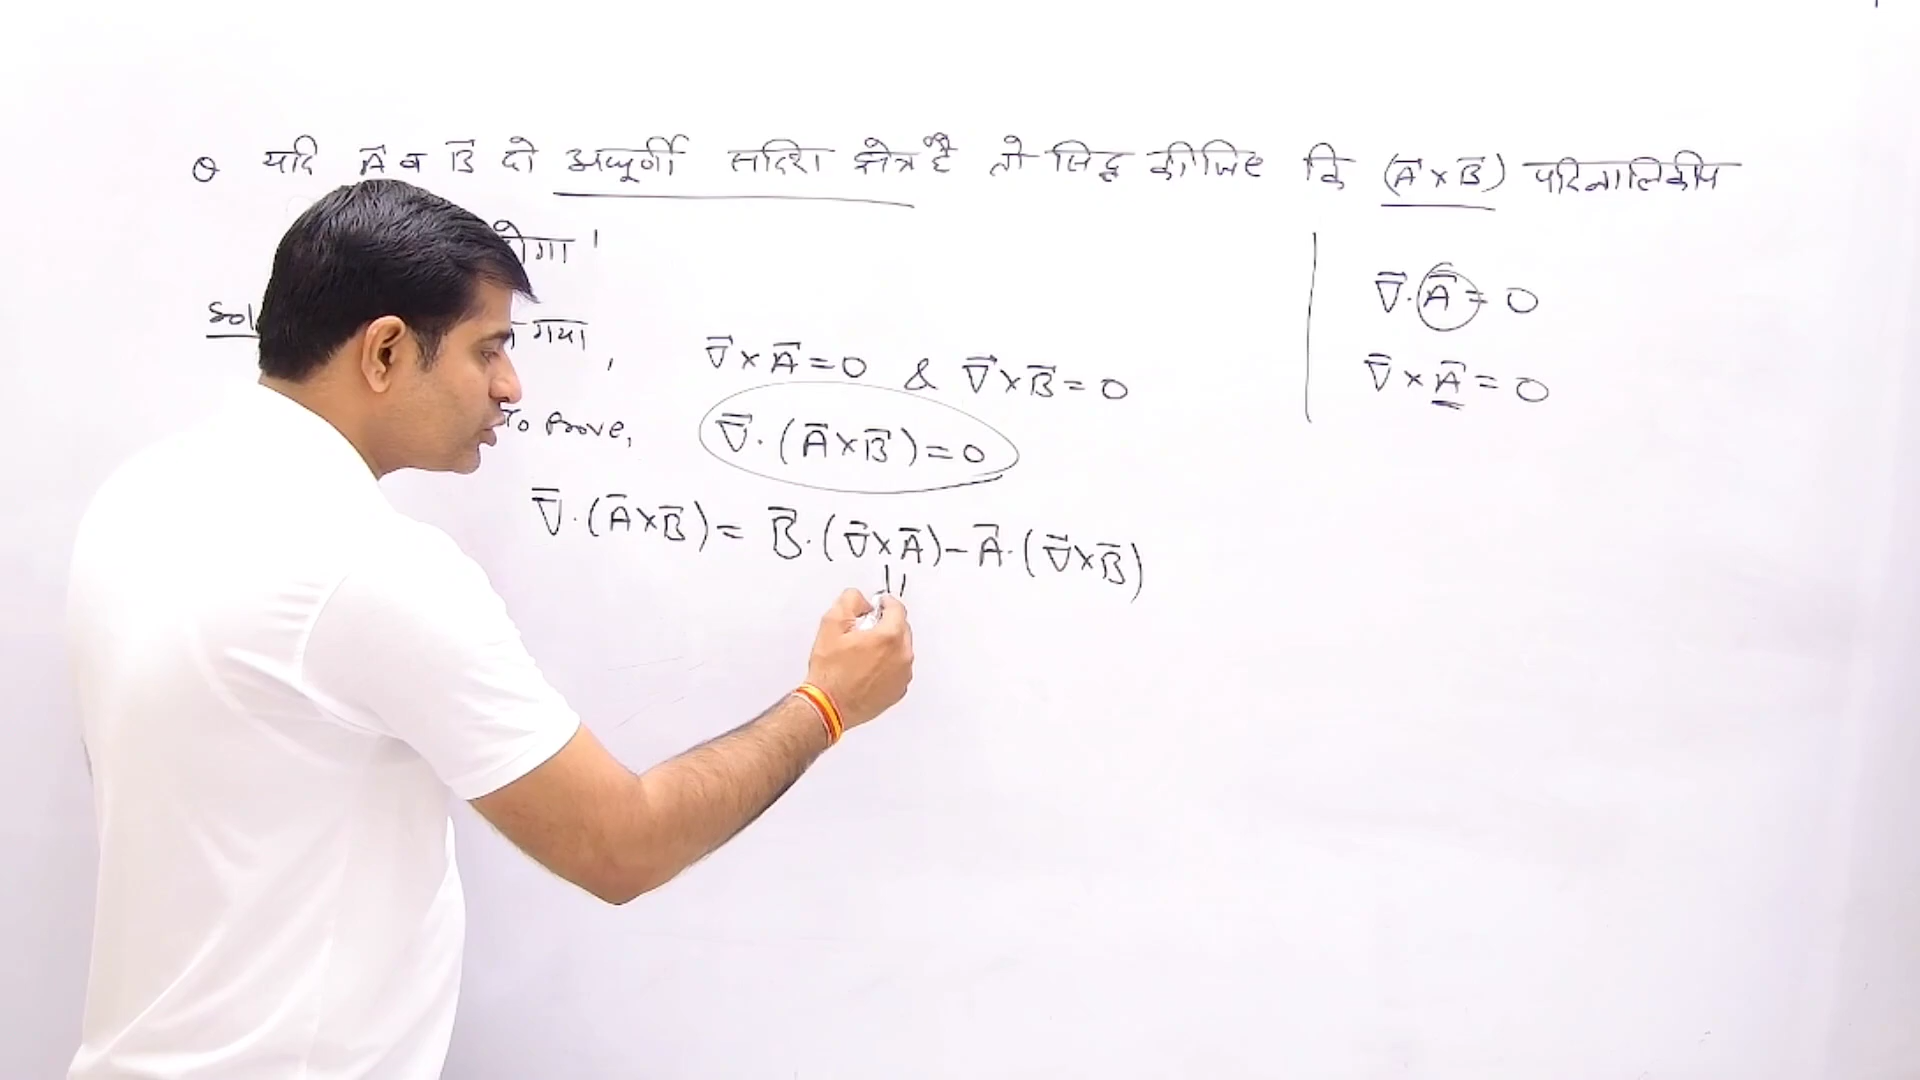 Q यदि A⃗ व B⃗ दो अघूर्णी सदिश क्षेत्र है तो सिद्ध कीजिए कि (A⃗ × B⃗) परिनालिकीय
होगा ।
Sol गया ,
∇⃗ × A⃗ = 0 & ∇⃗ × B⃗ = 0
To Prove, ∇⃗ · (A⃗ × B⃗) = 0
∇⃗ · (A⃗ × B⃗) = B⃗ · (∇⃗ × A⃗) – A⃗ · (∇⃗ × B⃗)
∇⃗ · A⃗ = 0
∇⃗ × A⃗ = 0